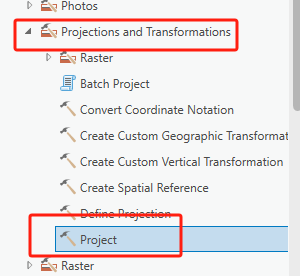 Photos
Projections and Transformations
Raster
Batch Project
Convert Coordinate Notation
Create Custom Geographic Transformat
Create Custom Vertical Transformation
Create Spatial Reference
Define Projection
Project
Raster